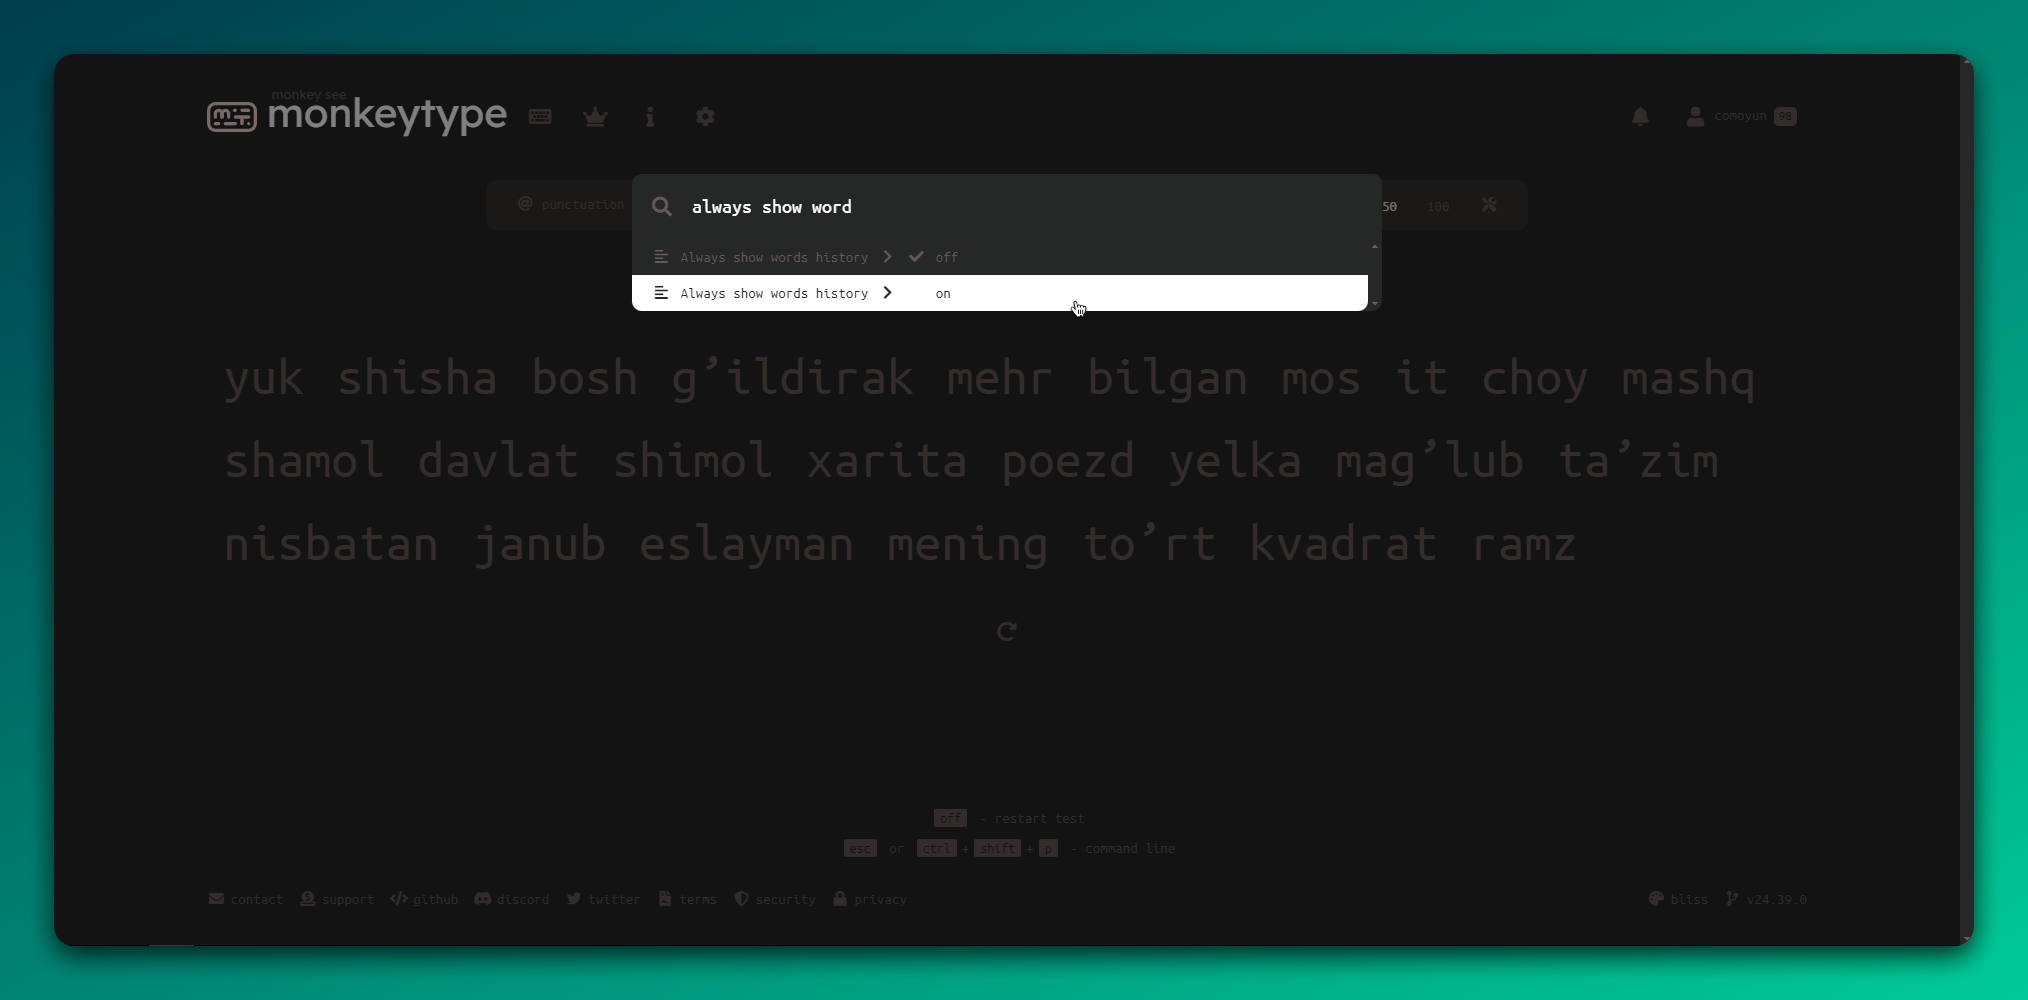 monkey see
monkeytype
comoyun 98
punctuation
50 100
always show word
Always show words history off
Always show words history on
yuk shisha bosh g’ildirak mehr bilgan mos it choy mashq
shamol davlat shimol xarita poezd yelka mag’lub ta’zim
nisbatan janub eslayman mening to’rt kvadrat ramz
off - restart test
esc or ctrl + shift + p - command line
contact support github discord twitter terms security privacy
bliss v24.39.0